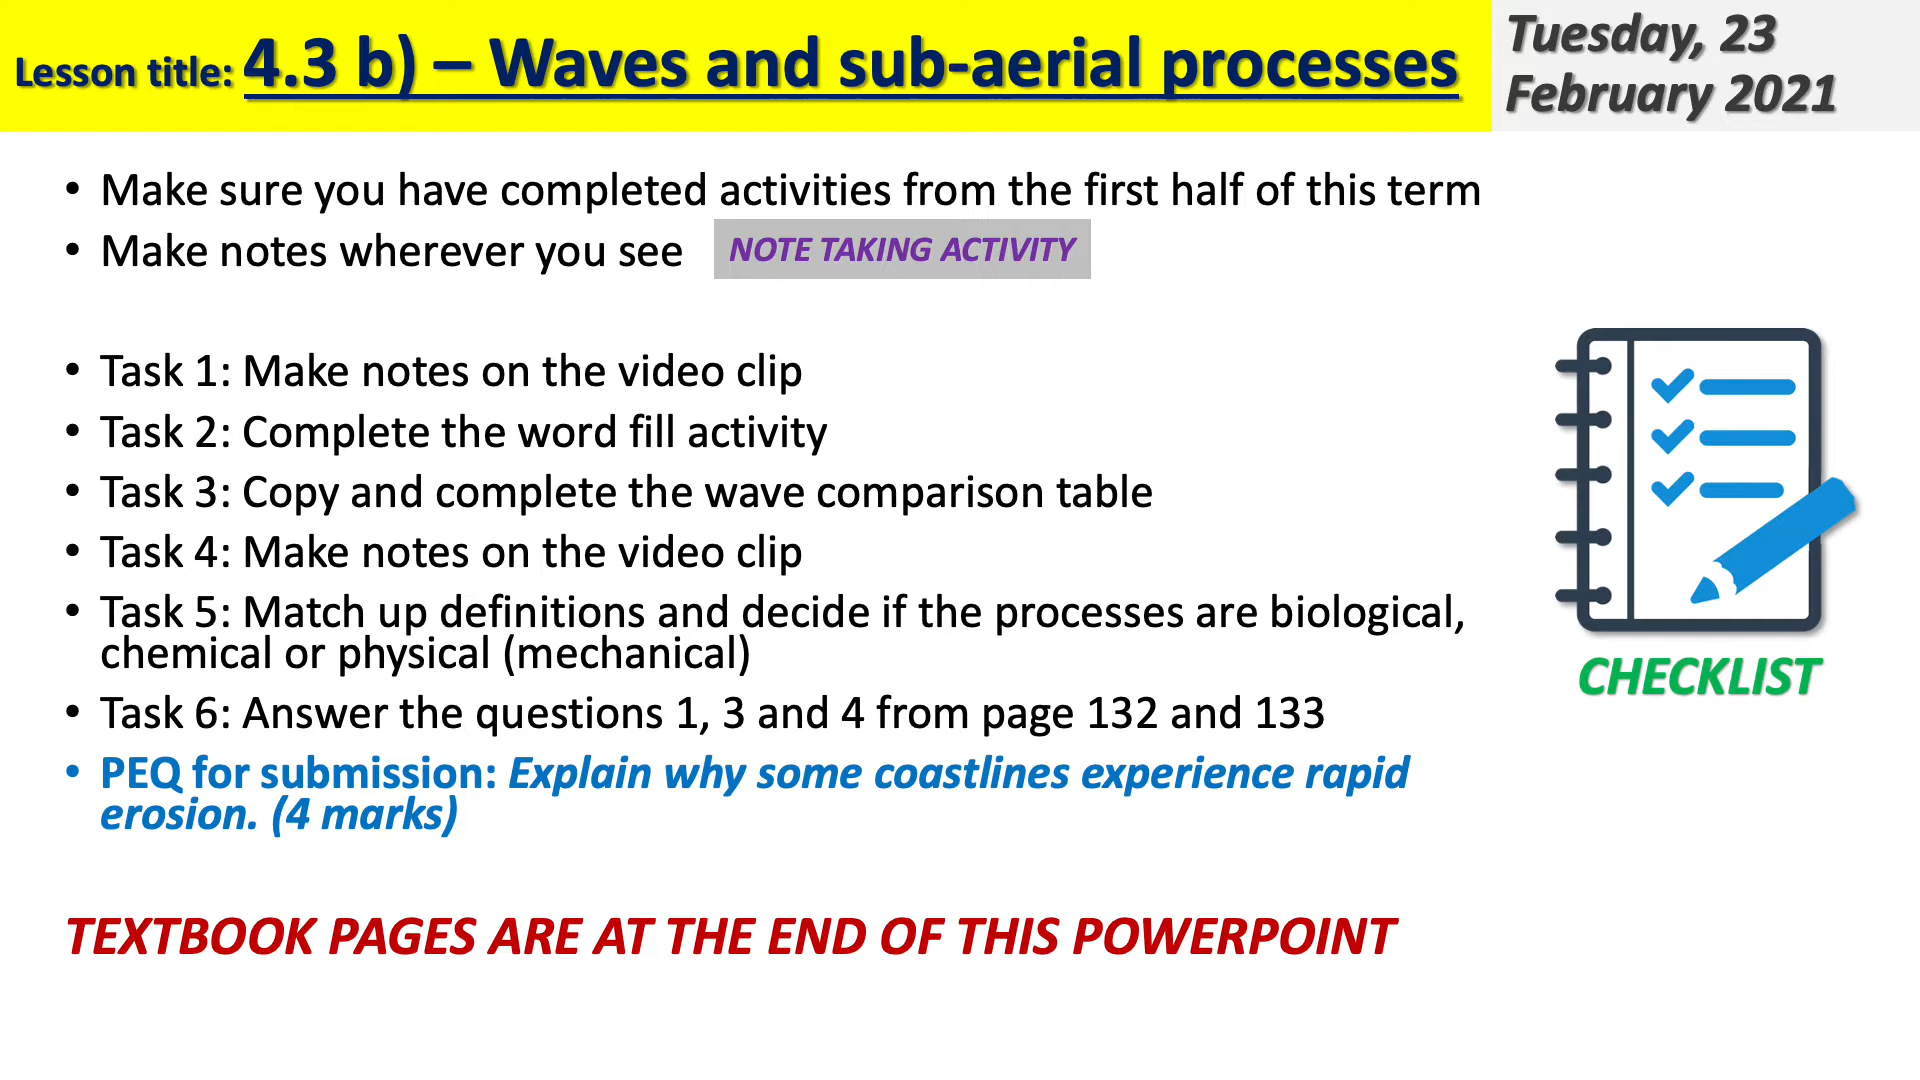 Lesson title: 4.3 b) – Waves and sub-aerial processes
Tuesday, 23
February 2021
• Make sure you have completed activities from the first half of this term
• Make notes wherever you see NOTE TAKING ACTIVITY
• Task 1: Make notes on the video clip
• Task 2: Complete the word fill activity
• Task 3: Copy and complete the wave comparison table
• Task 4: Make notes on the video clip
• Task 5: Match up definitions and decide if the processes are biological,
chemical or physical (mechanical)
• Task 6: Answer the questions 1, 3 and 4 from page 132 and 133
• PEQ for submission: Explain why some coastlines experience rapid
erosion. (4 marks)
CHECKLIST
TEXTBOOK PAGES ARE AT THE END OF THIS POWERPOINT